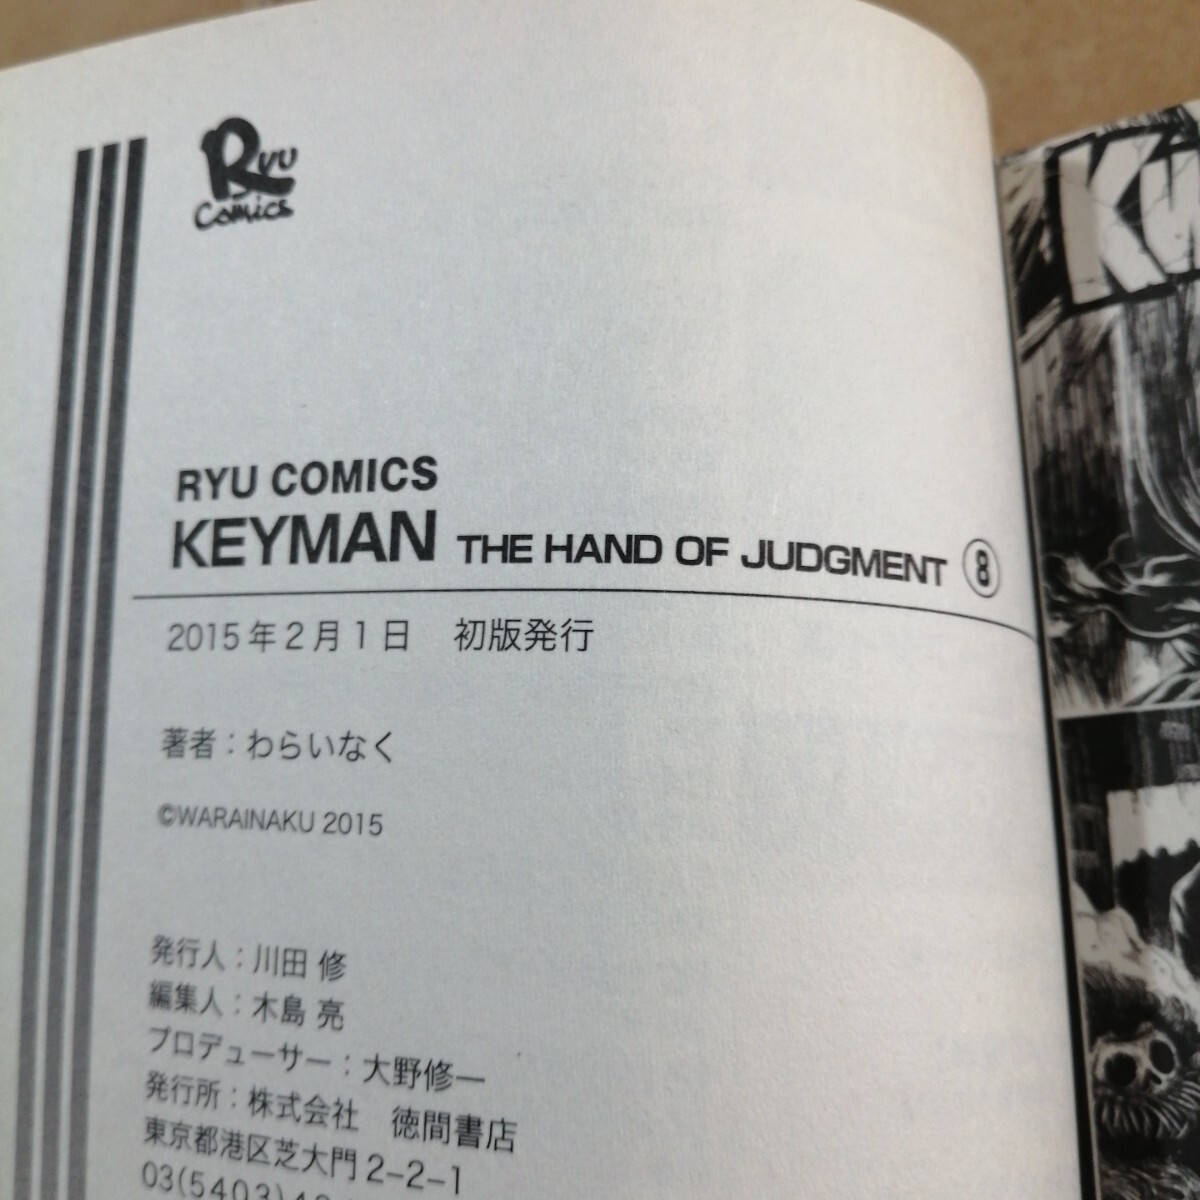 Ryu
Comics
RYU COMICS
KEYMAN THE HAND OF JUDGMENT ⑧
2015年2月1日 初版発行
著者：わらいなく
©WARAINAKU 2015
発行人：川田 修
編集人：木島 亮
プロデューサー：大野修一
発行所：株式会社 徳間書店
東京都港区芝大門2-2-1
03(5403)